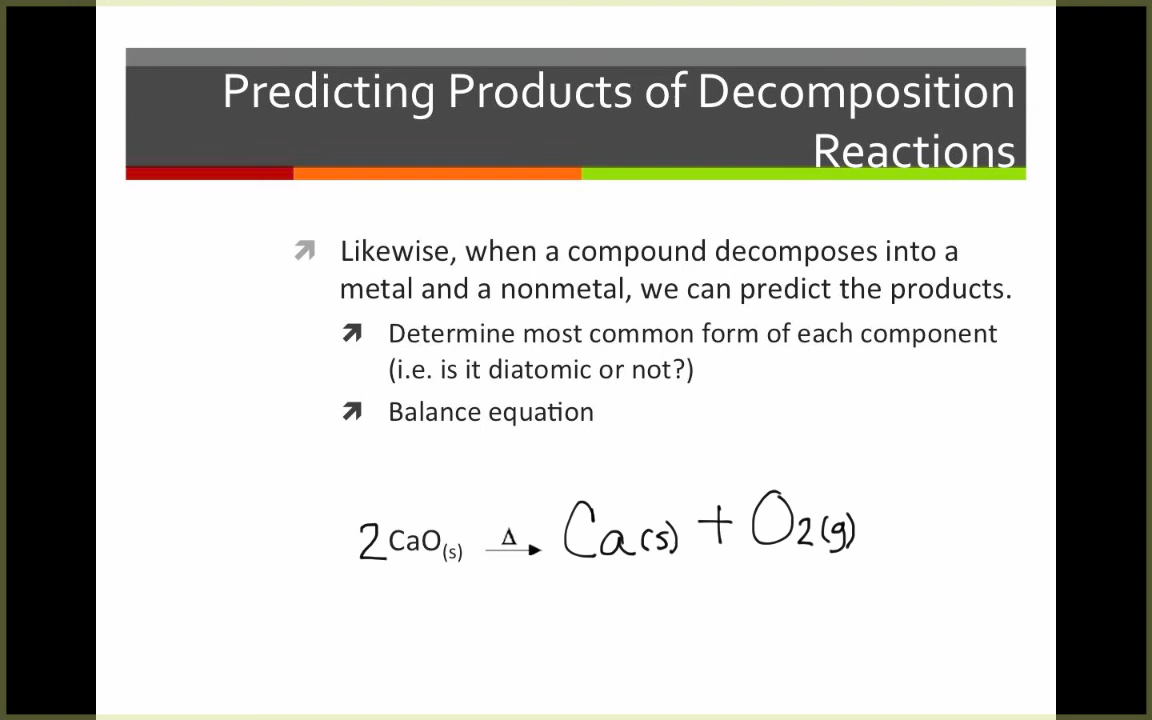 Predicting Products of Decomposition
Reactions
Likewise, when a compound decomposes into a
metal and a nonmetal, we can predict the products.
Determine most common form of each component
(i.e. is it diatomic or not?)
Balance equation
2CaO(s) Δ→ Ca(s) + O2(g)